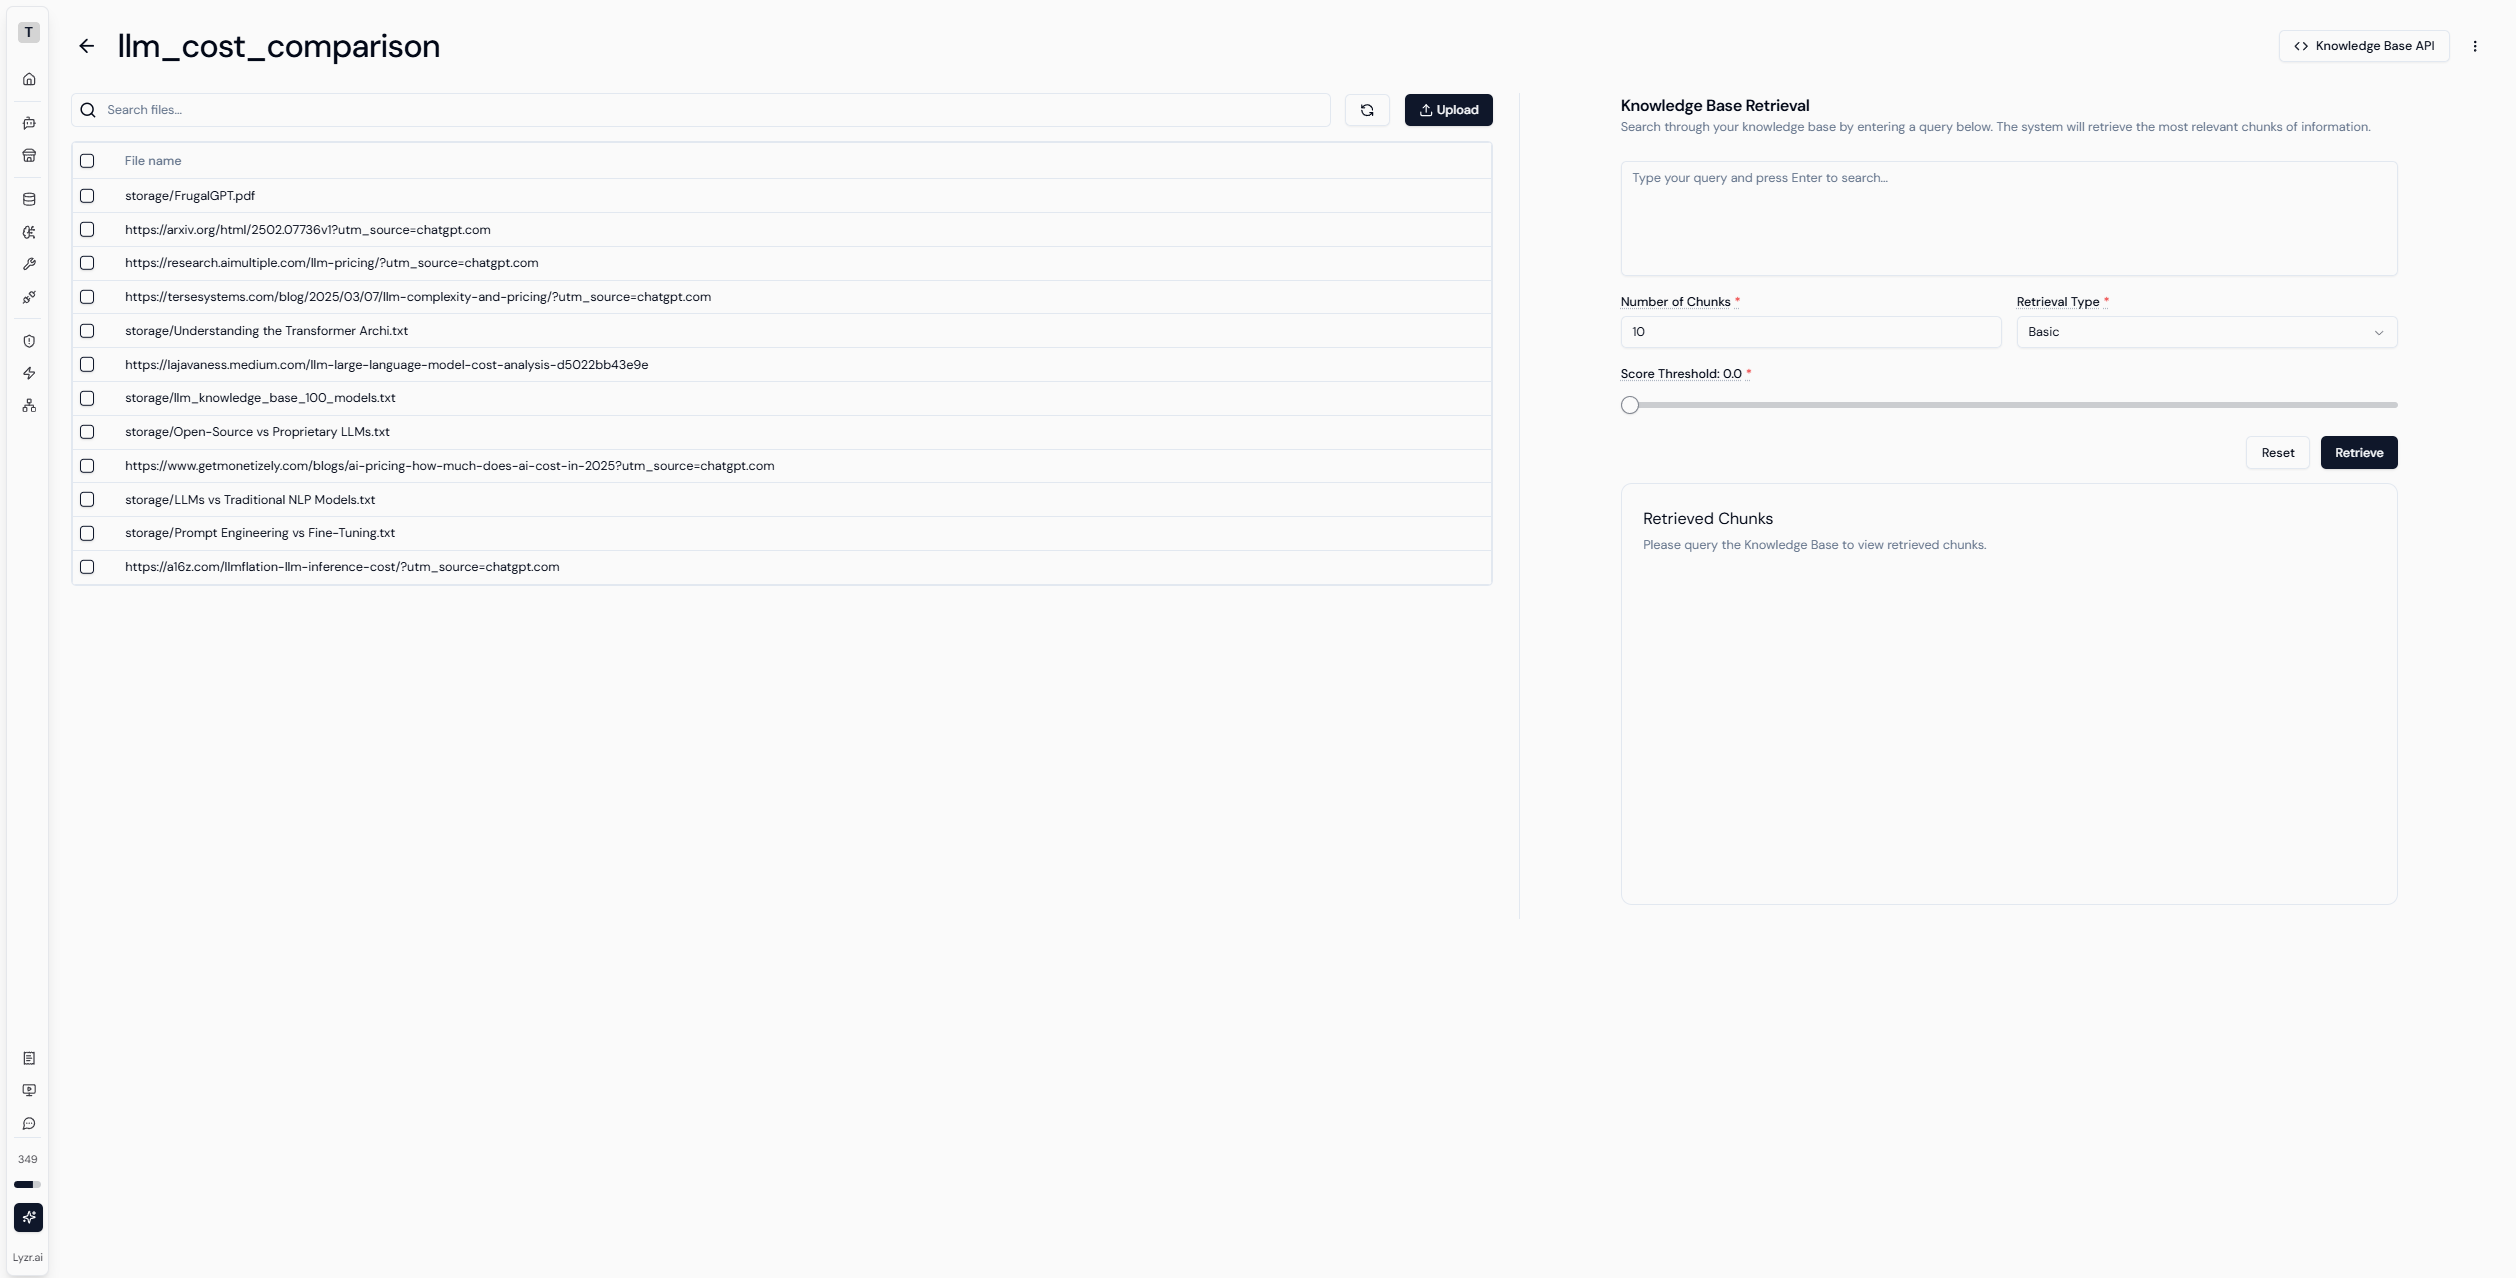 T
llm_cost_comparison
Knowledge Base API
Search files...
Upload
File name
storage/FrugalGPT.pdf
https://arxiv.org/html/2502.07736v1?utm_source=chatgpt.com
https://research.aimultiple.com/llm-pricing/?utm_source=chatgpt.com
https://tersesystems.com/blog/2025/03/07/llm-complexity-and-pricing/?utm_source=chatgpt.com
storage/Understanding the Transformer Archi.txt
https://lajavaness.medium.com/llm-large-language-model-cost-analysis-d5022bb43e9e
storage/llm_knowledge_base_100_models.txt
storage/Open-Source vs Proprietary LLMs.txt
https://www.getmonetizely.com/blogs/ai-pricing-how-much-does-ai-cost-in-2025?utm_source=chatgpt.com
storage/LLMs vs Traditional NLP Models.txt
storage/Prompt Engineering vs Fine-Tuning.txt
https://a16z.com/llmflation-llm-inference-cost/?utm_source=chatgpt.com
Knowledge Base Retrieval
Search through your knowledge base by entering a query below. The system will retrieve the most relevant chunks of information.
Type your query and press Enter to search...
Number of Chunks *
Retrieval Type *
10
Basic
Score Threshold: 0.0 *
Reset
Retrieve
Retrieved Chunks
Please query the Knowledge Base to view retrieved chunks.
349
Lyzr.ai